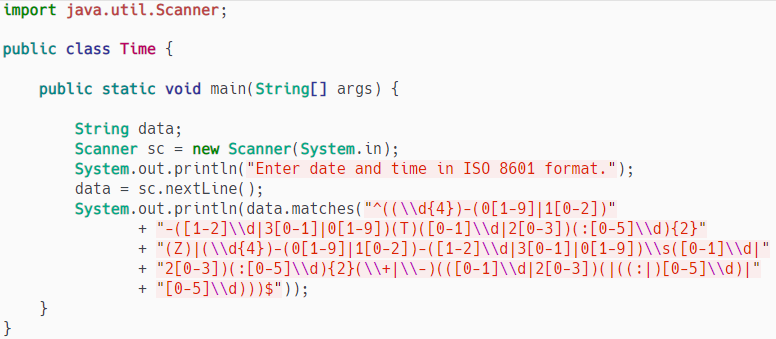 import java.util.Scanner;
public class Time {
public static void main(String[] args) {
String data;
Scanner sc = new Scanner(System.in);
System.out.println("Enter date and time in ISO 8601 format.");
data = sc.nextLine();
System.out.println(data.matches("^((\\d{4})-(0[1-9]|1[0-2])"
+ "-([1-2]\\d|3[0-1]|0[1-9])(T)([0-1]\\d|2[0-3])(:[0-5]\\d){2}"
+ "(Z)|(\\d{4})-(0[1-9]|1[0-2])-([1-2]\\d|3[0-1]|0[1-9])\\s([0-1]\\d|"
+ "2[0-3])(:[0-5]\\d){2}(\\+|\\-)(([0-1]\\d|2[0-3])(|((:|)[0-5]\\d)|"
+ "[0-5]\\d)))$"));
}
}